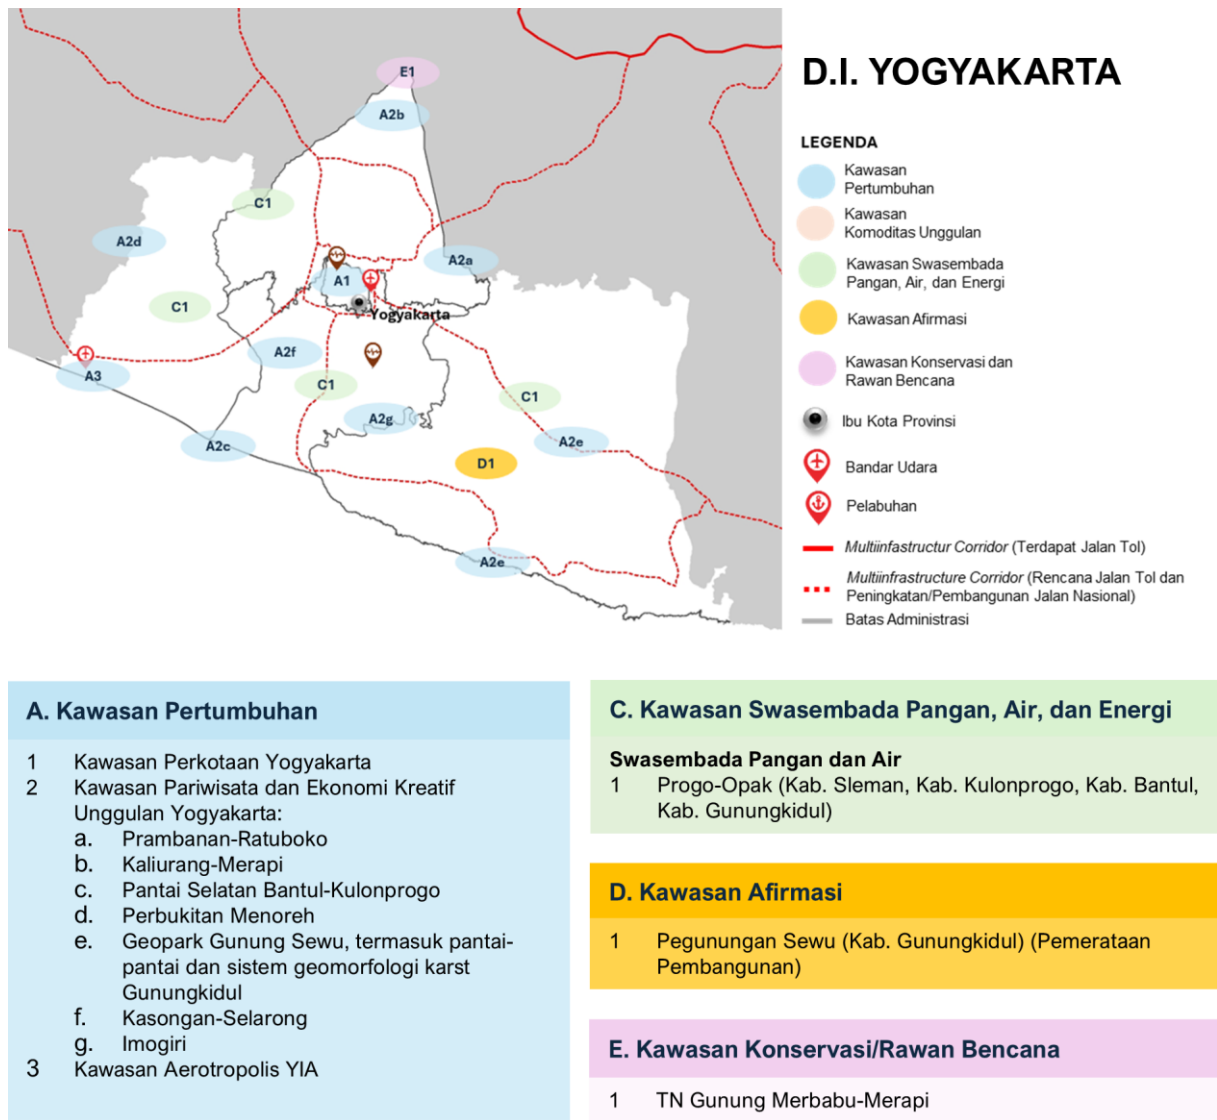 E1
A2b
C1
A2d
A2a
A1
C1
Yogyakarta
A2f
A3
C1
C1
A2g
A2c
A2e
D1
A2e
D.I. YOGYAKARTA
LEGENDA
Kawasan
Pertumbuhan
Kawasan
Komoditas Unggulan
Kawasan Swasembada
Pangan, Air, dan Energi
Kawasan Afirmasi
Kawasan Konservasi dan
Rawan Bencana
Ibu Kota Provinsi
Bandar Udara
Pelabuhan
Multiinfastructur Corridor (Terdapat Jalan Tol)
Multiinfrastructure Corridor (Rencana Jalan Tol dan
Peningkatan/Pembangunan Jalan Nasional)
Batas Administrasi
A. Kawasan Pertumbuhan
1 Kawasan Perkotaan Yogyakarta
2 Kawasan Pariwisata dan Ekonomi Kreatif
Unggulan Yogyakarta:
a. Prambanan-Ratuboko
b. Kaliurang-Merapi
c. Pantai Selatan Bantul-Kulonprogo
d. Perbukitan Menoreh
e. Geopark Gunung Sewu, termasuk pantai-
pantai dan sistem geomorfologi karst
Gunungkidul
f. Kasongan-Selarong
g. Imogiri
3 Kawasan Aerotropolis YIA
C. Kawasan Swasembada Pangan, Air, dan Energi
Swasembada Pangan dan Air
1 Progo-Opak (Kab. Sleman, Kab. Kulonprogo, Kab. Bantul,
Kab. Gunungkidul)
D. Kawasan Afirmasi
1 Pegunungan Sewu (Kab. Gunungkidul) (Pemerataan
Pembangunan)
E. Kawasan Konservasi/Rawan Bencana
1 TN Gunung Merbabu-Merapi